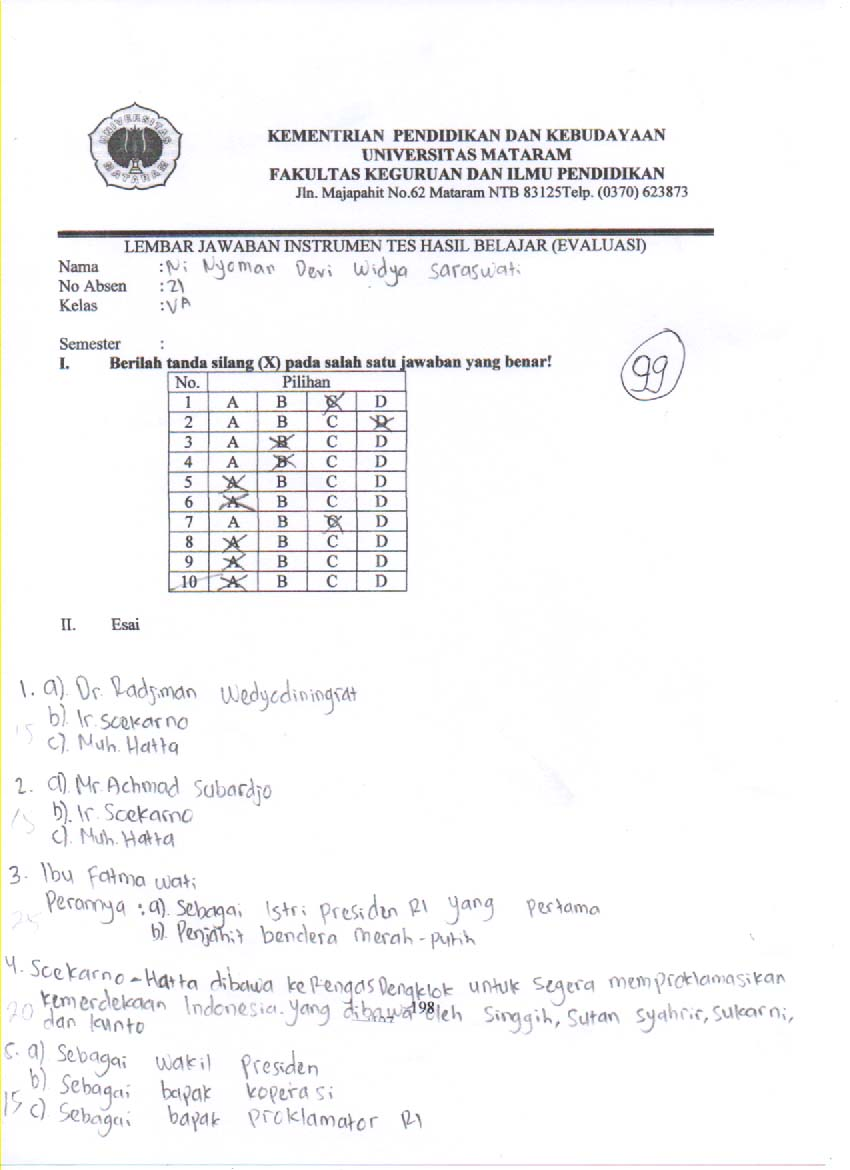 UNIVERSITAS MATARAM
KEMENTRIAN PENDIDIKAN DAN KEBUDAYAAN
UNIVERSITAS MATARAM
FAKULTAS KEGURUAN DAN ILMU PENDIDIKAN
Jln. Majapahit No.62 Mataram NTB 83125Telp. (0370) 623873
LEMBAR JAWABAN INSTRUMEN TES HASIL BELAJAR (EVALUASI)
Nama : Ni Nyoman Devi Widya Saraswati
No Absen : 21
Kelas : VA
Semester :
I. Berilah tanda silang (X) pada salah satu jawaban yang benar!
99
No. Pilihan
1 A B C D
2 A B C D
3 A B C D
4 A B C D
5 A B C D
6 A B C D
7 A B C D
8 A B C D
9 A B C D
10 A B C D
II. Esai
1. a). Dr. Radjiman Wedyodiningrat
b). Ir. Soekarno
15
c). Muh. Hatta
2. a). Mr. Achmad Subardjo
b). Ir. Soekarno
15
c). Muh. Hatta
3. Ibu Fatma wati
Perannya : a). Sebagai Istri presiden RI yang pertama
25
b). Penjahit bendera merah-putih
4. Soekarno-Hatta dibawa ke Rengas Dengklok untuk segera memproklamasikan
20 kemerdekaan Indonesia. yang dibawa oleh Singgih, Sutan Syahrir, Sukarni,
198
dan kunto
5. a) Sebagai wakil presiden
b) Sebagai bapak koperasi
15 c) Sebagai bapak proklamator RI